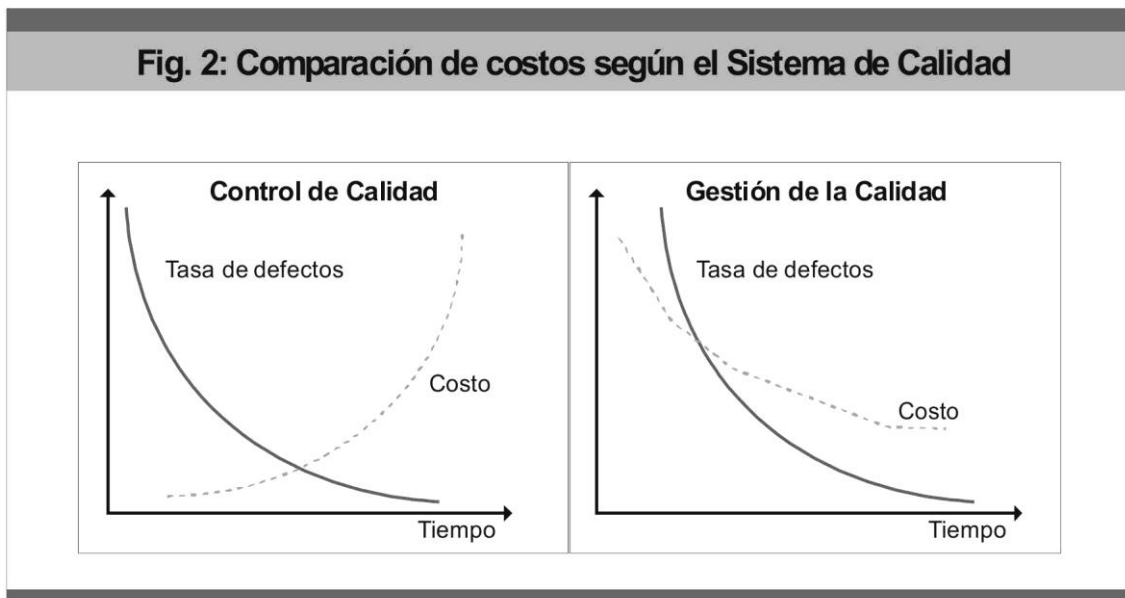 Fig. 2: Comparación de costos según el Sistema de Calidad
Control de Calidad
Tasa de defectos
Costo
Tiempo
Gestión de la Calidad
Tasa de defectos
Costo
Tiempo